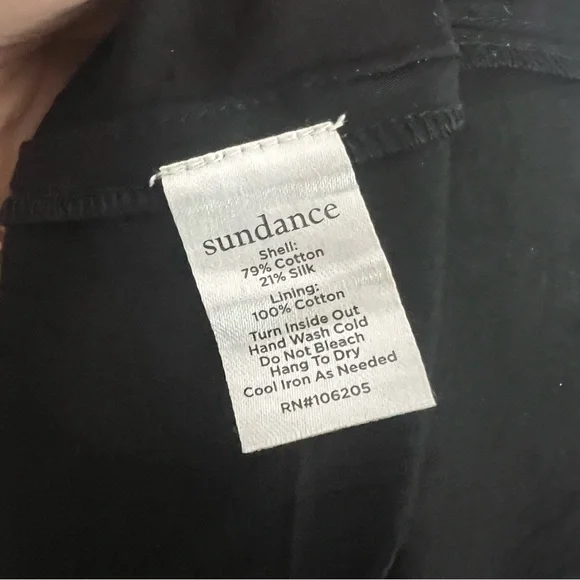 sundance
Shell:
79% Cotton
21% Silk
Lining:
100% Cotton
Turn Inside Out
Hand Wash Cold
Do Not Bleach
Hang To Dry
Cool Iron As Needed
RN#106205